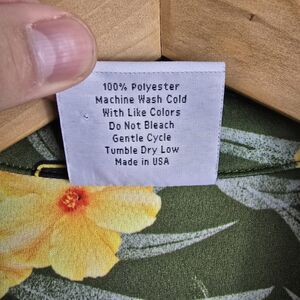 100% Polyester
Machine Wash Cold
With Like Colors
Do Not Bleach
Gentle Cycle
Tumble Dry Low
Made in USA